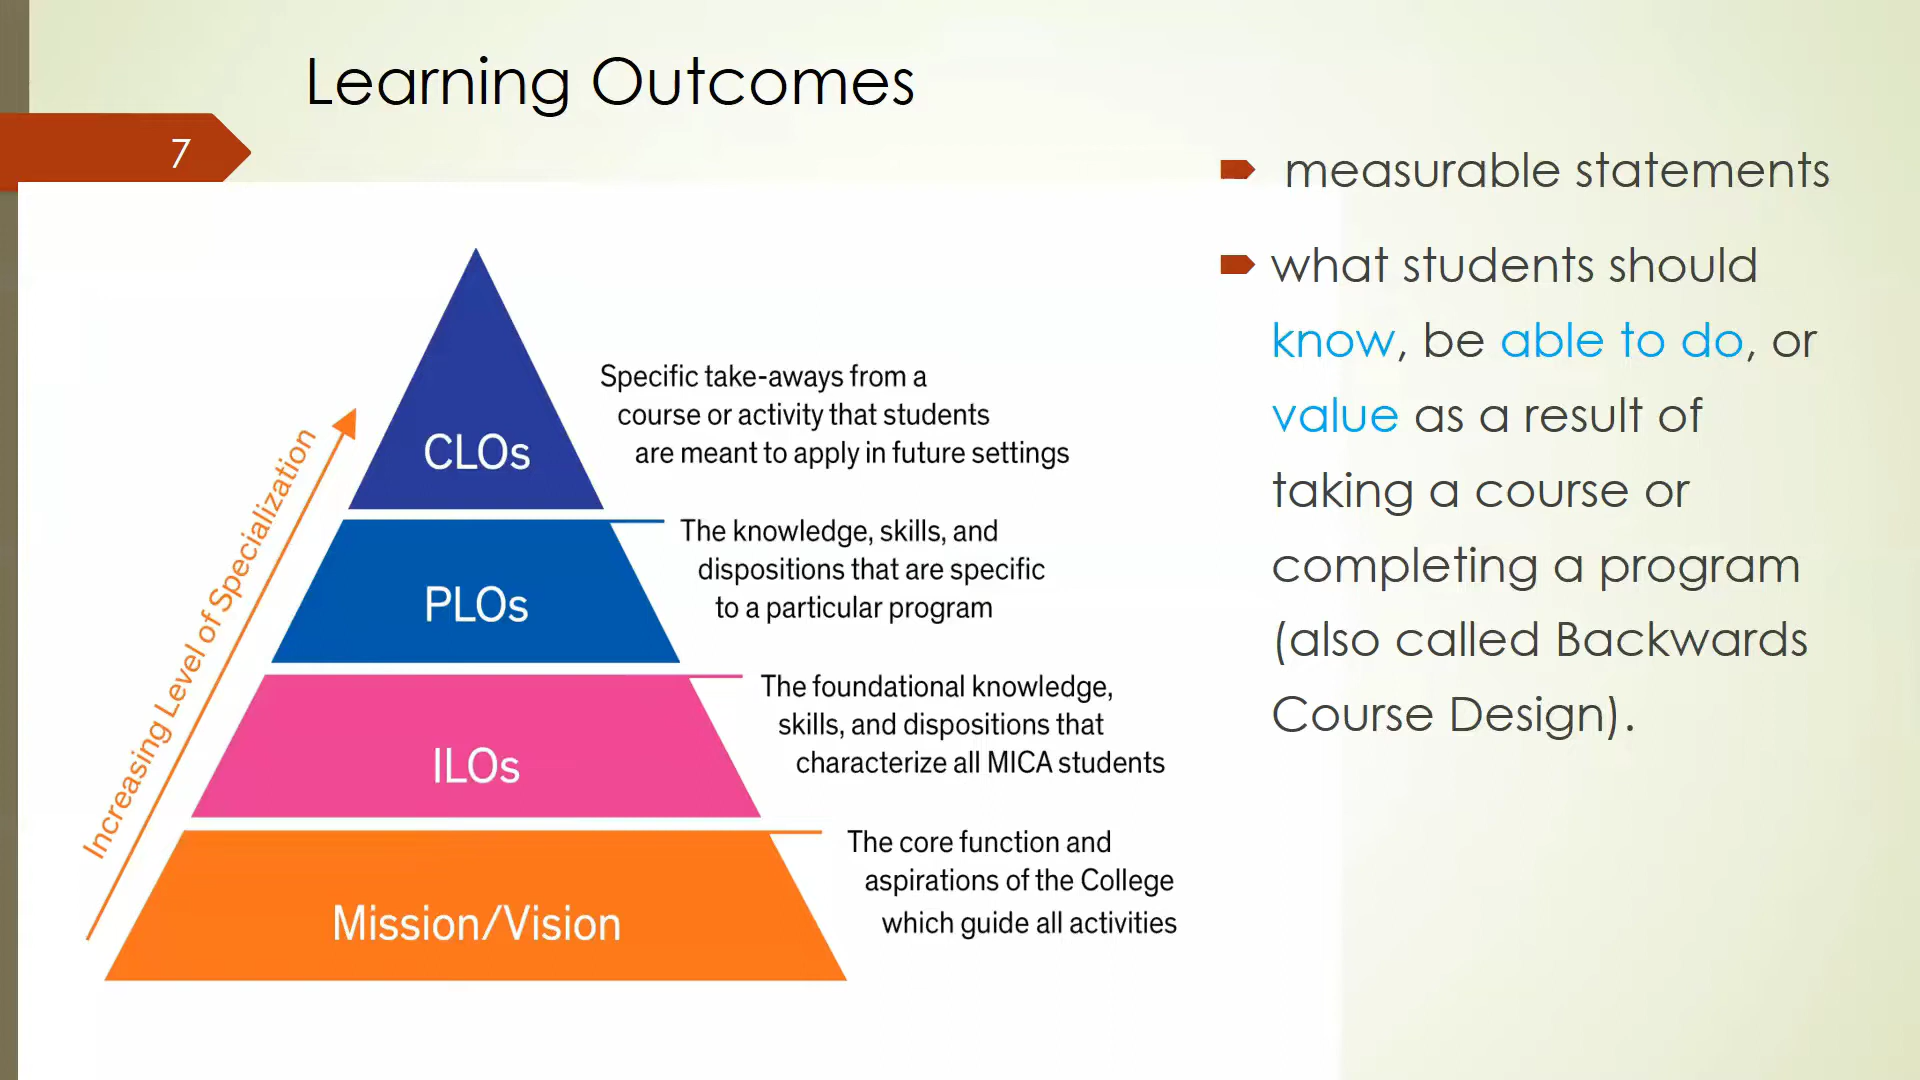 Learning Outcomes
7
measurable statements
what students should
know, be able to do, or
value as a result of
taking a course or
completing a program
(also called Backwards
Course Design).
Increasing Level of Specialization
CLOs
Specific take-aways from a
course or activity that students
are meant to apply in future settings
PLOs
The knowledge, skills, and
dispositions that are specific
to a particular program
ILOs
The foundational knowledge,
skills, and dispositions that
characterize all MICA students
Mission/Vision
The core function and
aspirations of the College
which guide all activities